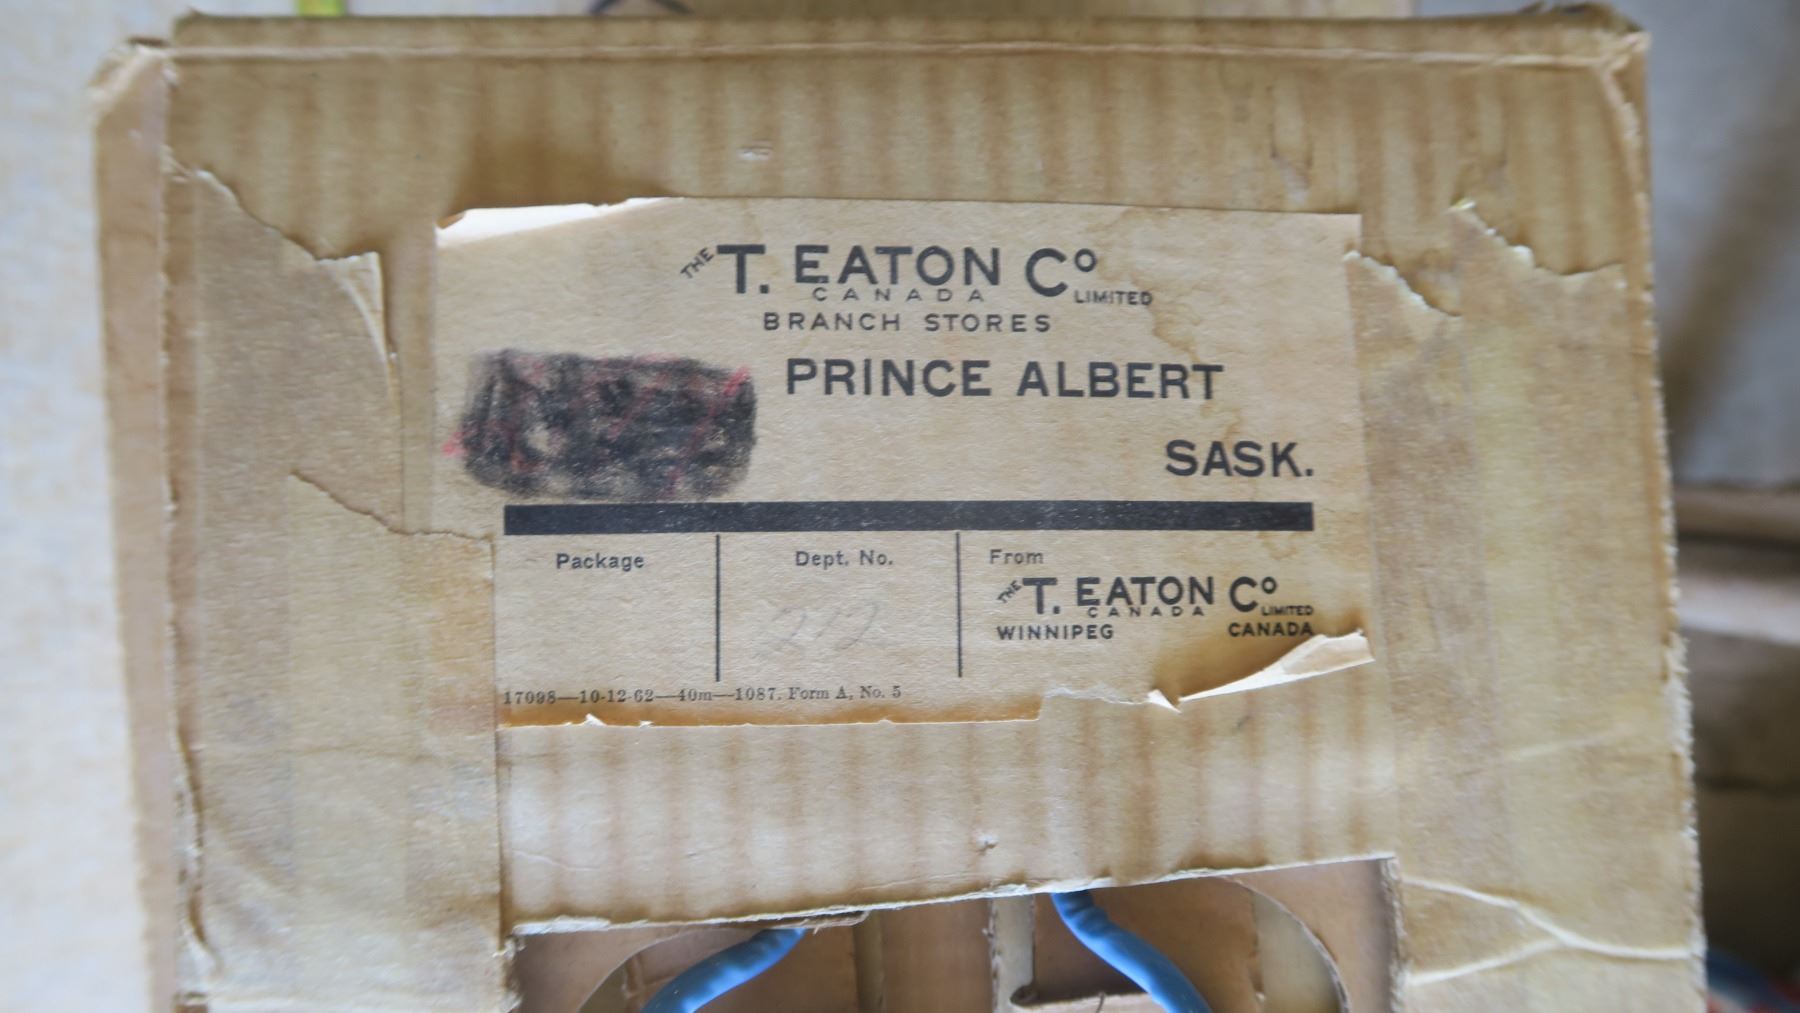 THE T. EATON Co
CANADA LIMITED
BRANCH STORES
PRINCE ALBERT
SASK.
Package Dept. No. From
THE T. EATON Co
CANADA LIMITED
WINNIPEG CANADA
17098—10-12-62—40m—1087. Form A, No. 5